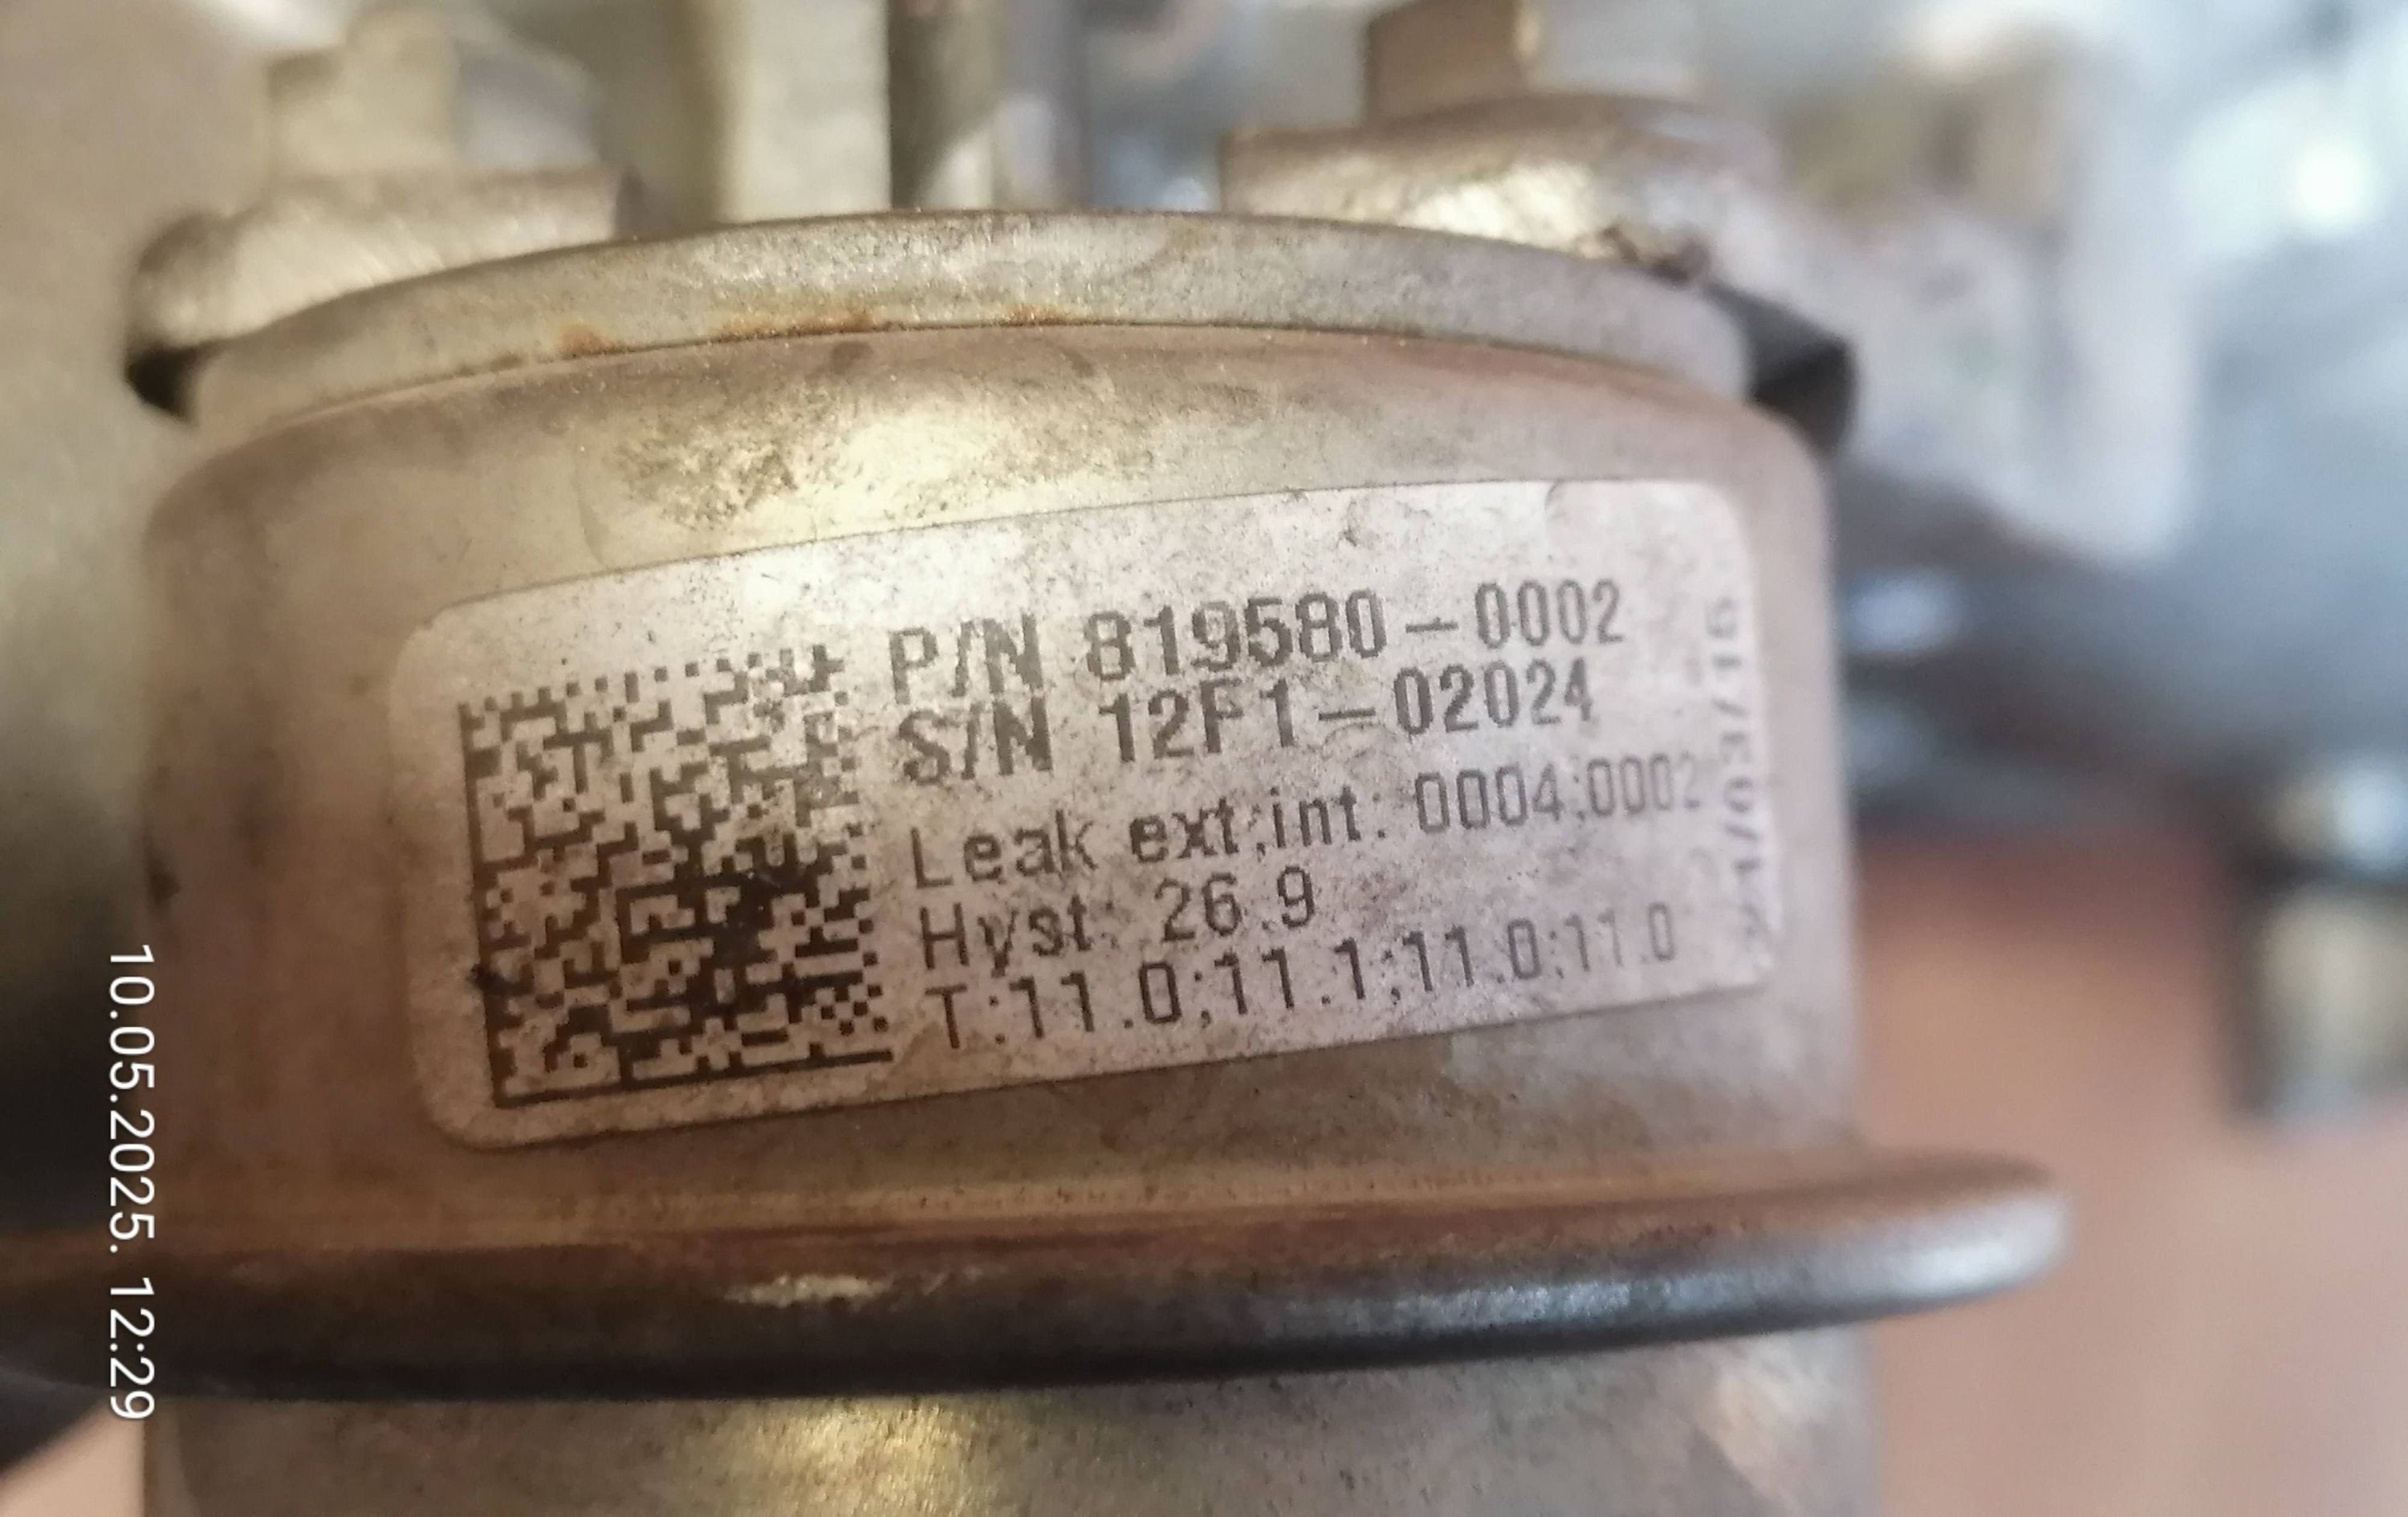 P/N 819580-0002
S/N 12F1-02024
Leak ext;int: 0004;0002
Hyst: 26.9
T:11.0;11.1;11.0;11.0
10.05.2025. 12:29